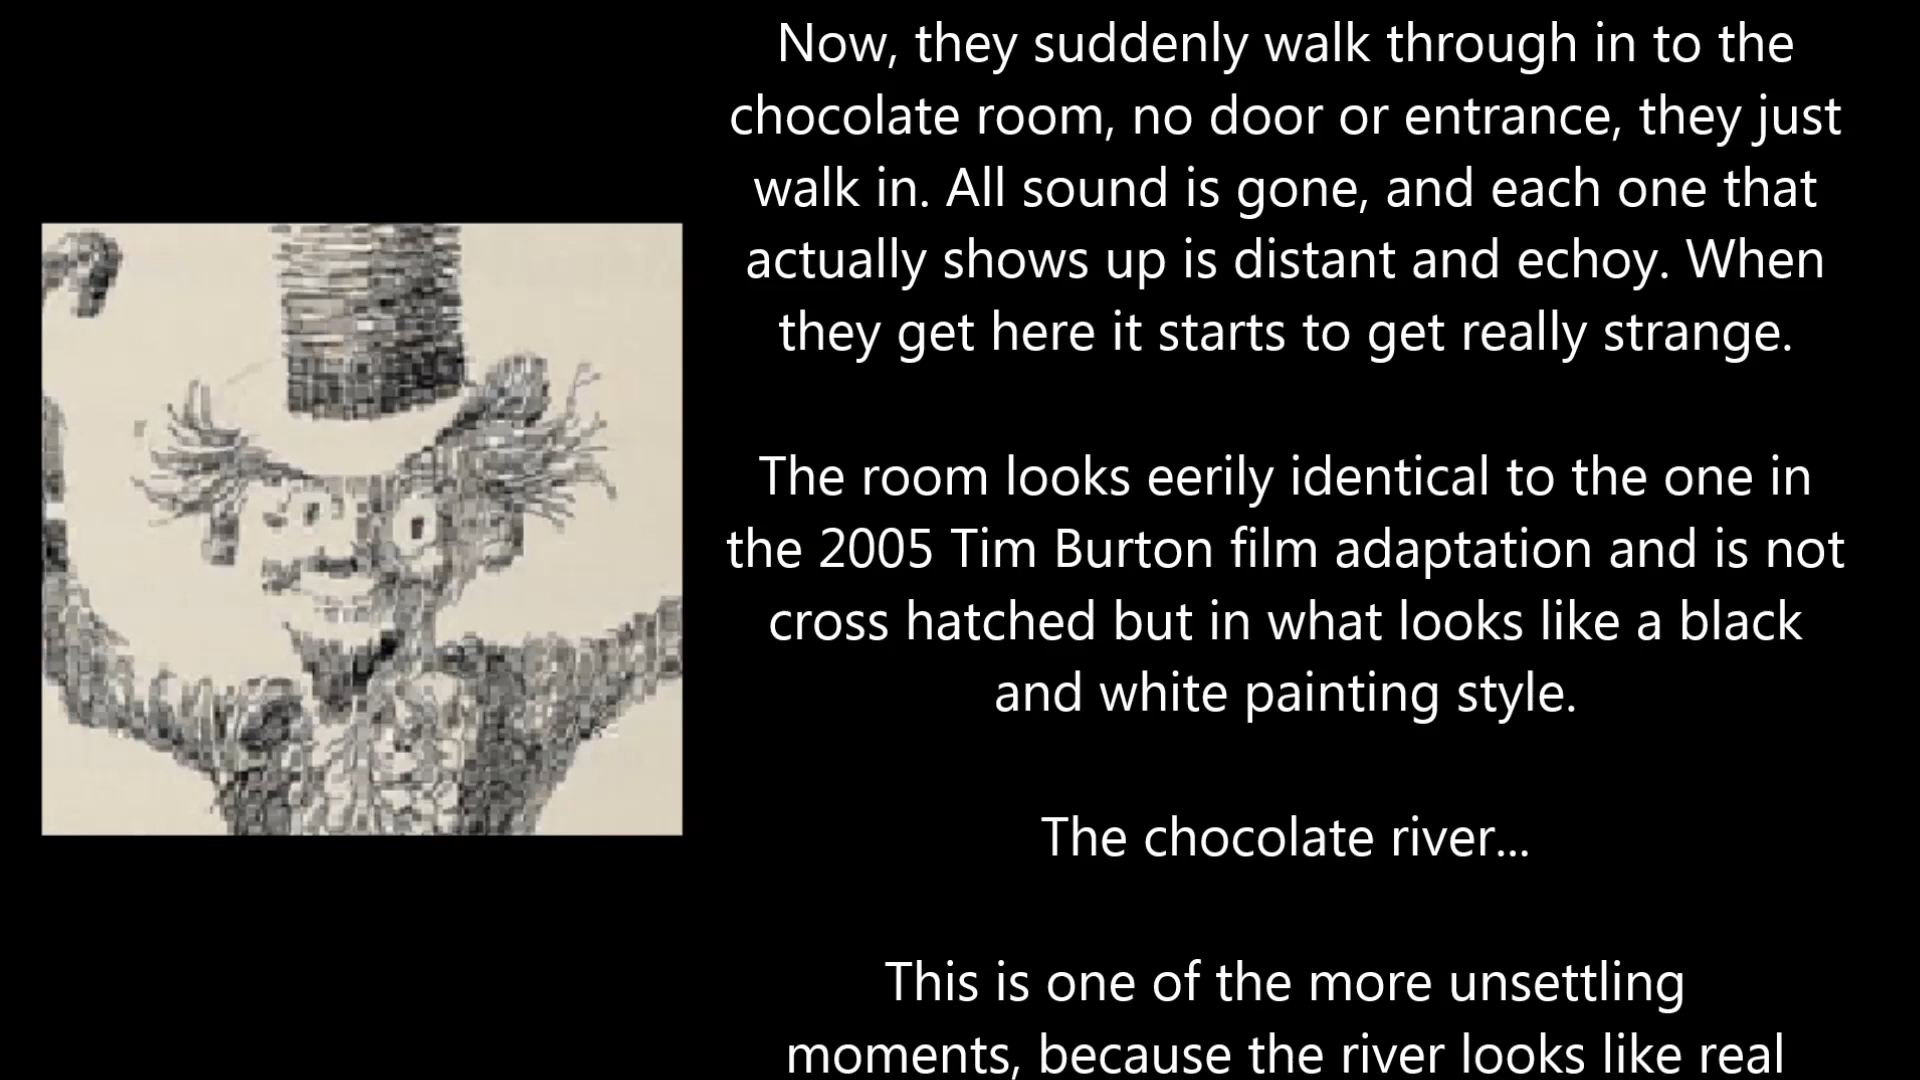 Now, they suddenly walk through in to the
chocolate room, no door or entrance, they just
walk in. All sound is gone, and each one that
actually shows up is distant and echoy. When
they get here it starts to get really strange.
The room looks eerily identical to the one in
the 2005 Tim Burton film adaptation and is not
cross hatched but in what looks like a black
and white painting style.
The chocolate river...
This is one of the more unsettling
moments, because the river looks like real